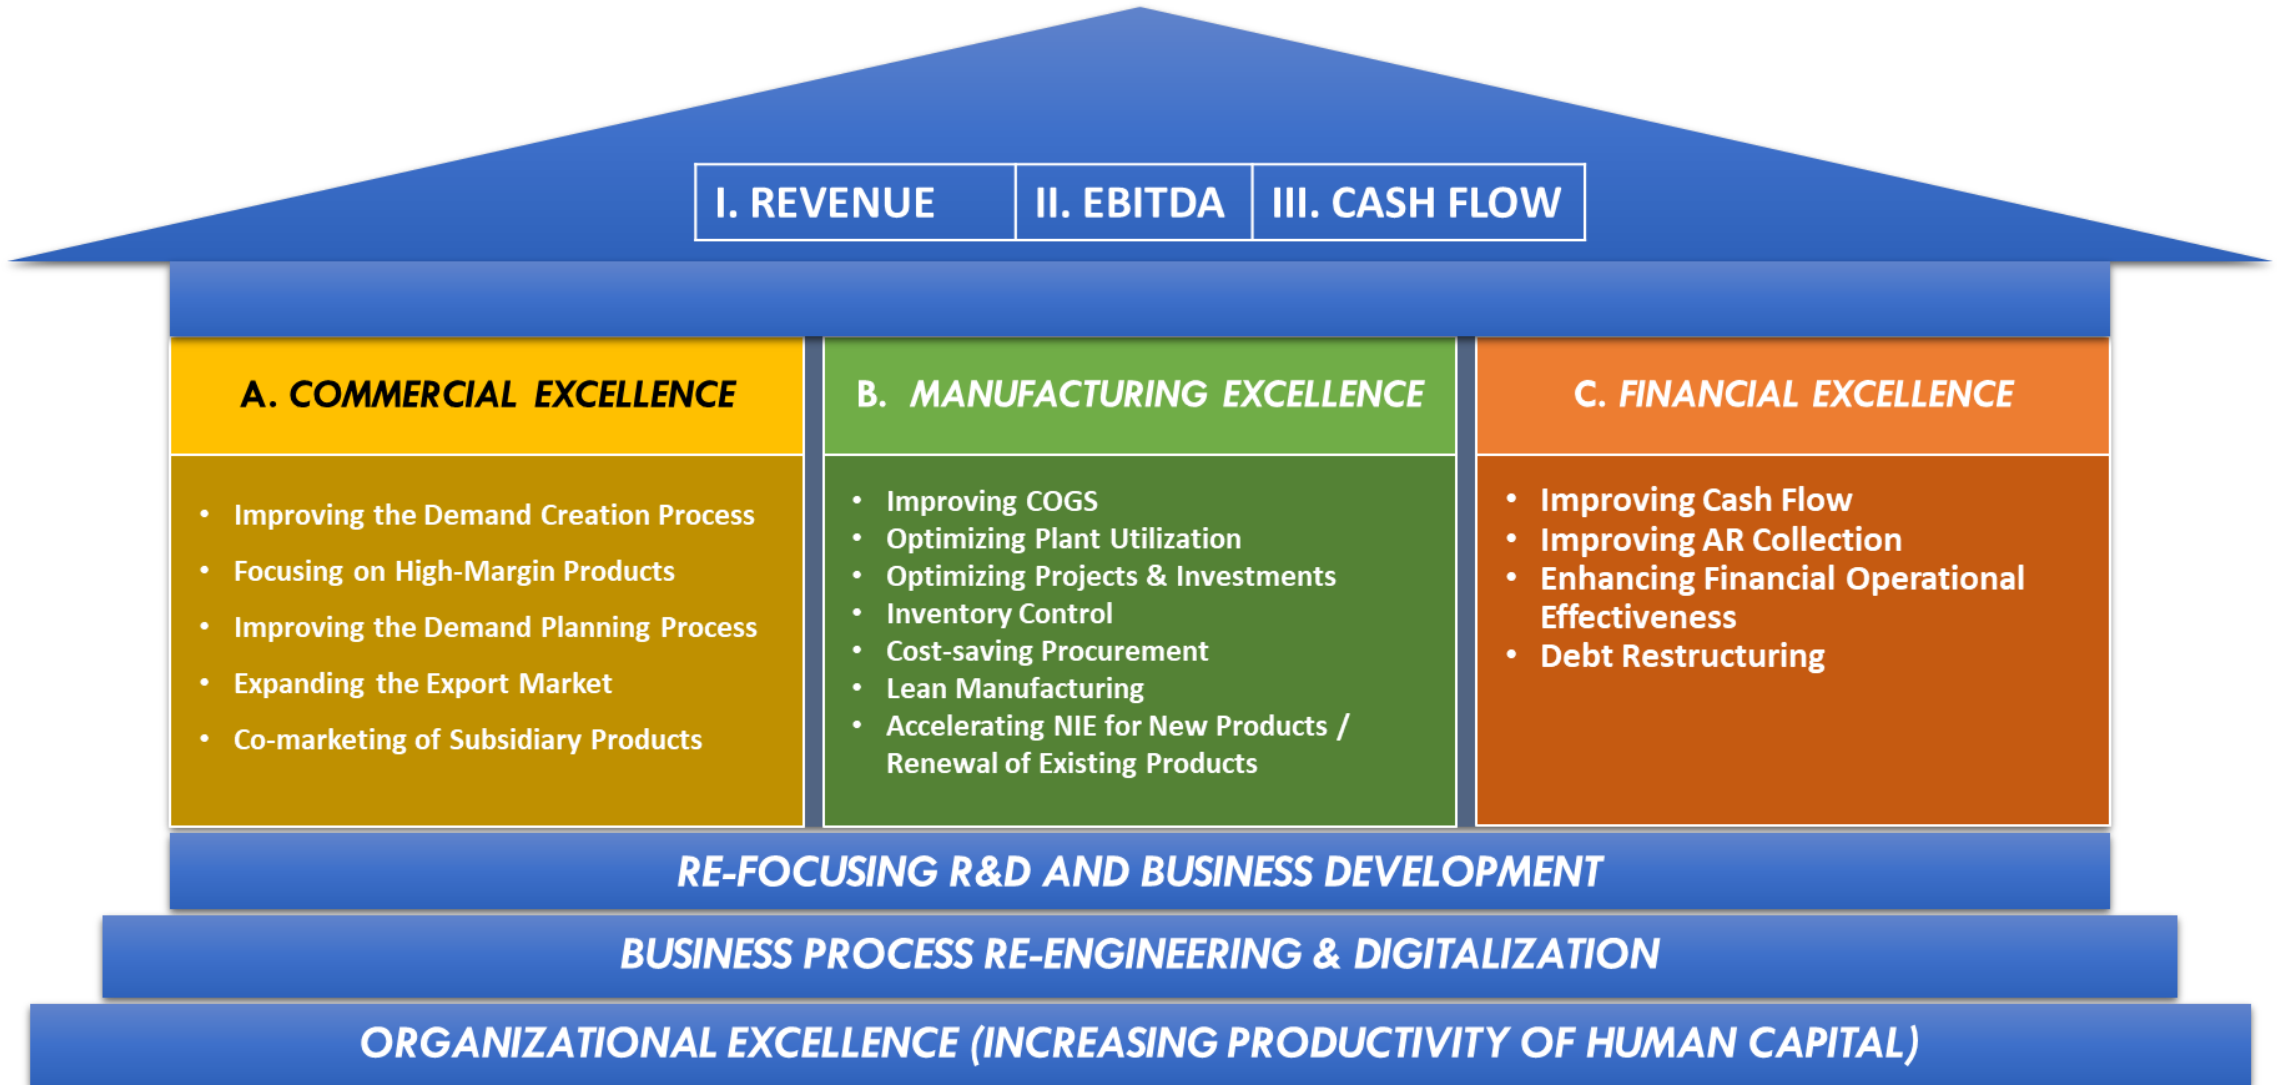 I. REVENUE
II. EBITDA
III. CASH FLOW
A. COMMERCIAL EXCELLENCE
• Improving the Demand Creation Process
• Focusing on High-Margin Products
• Improving the Demand Planning Process
• Expanding the Export Market
• Co-marketing of Subsidiary Products
B. MANUFACTURING EXCELLENCE
• Improving COGS
• Optimizing Plant Utilization
• Optimizing Projects & Investments
• Inventory Control
• Cost-saving Procurement
• Lean Manufacturing
• Accelerating NIE for New Products /
Renewal of Existing Products
C. FINANCIAL EXCELLENCE
• Improving Cash Flow
• Improving AR Collection
• Enhancing Financial Operational
Effectiveness
• Debt Restructuring
RE-FOCUSING R&D AND BUSINESS DEVELOPMENT
BUSINESS PROCESS RE-ENGINEERING & DIGITALIZATION
ORGANIZATIONAL EXCELLENCE (INCREASING PRODUCTIVITY OF HUMAN CAPITAL)